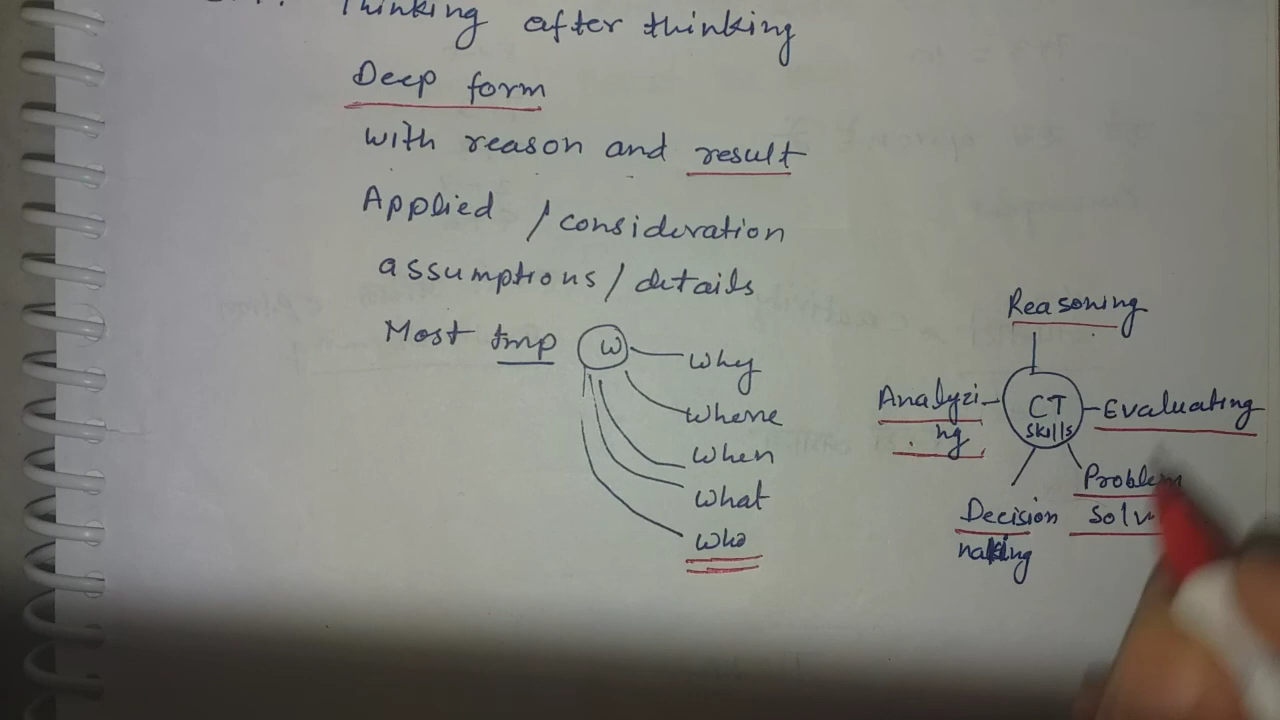 Thinking after thinking
Deep form
with reason and result
Applied / consideration
assumptions / details
Most Imp W
Why
Where
When
What
Who
Reasoning
Analyzi
ng
CT
skills
Evaluating
Decision
making
Problem
Solv